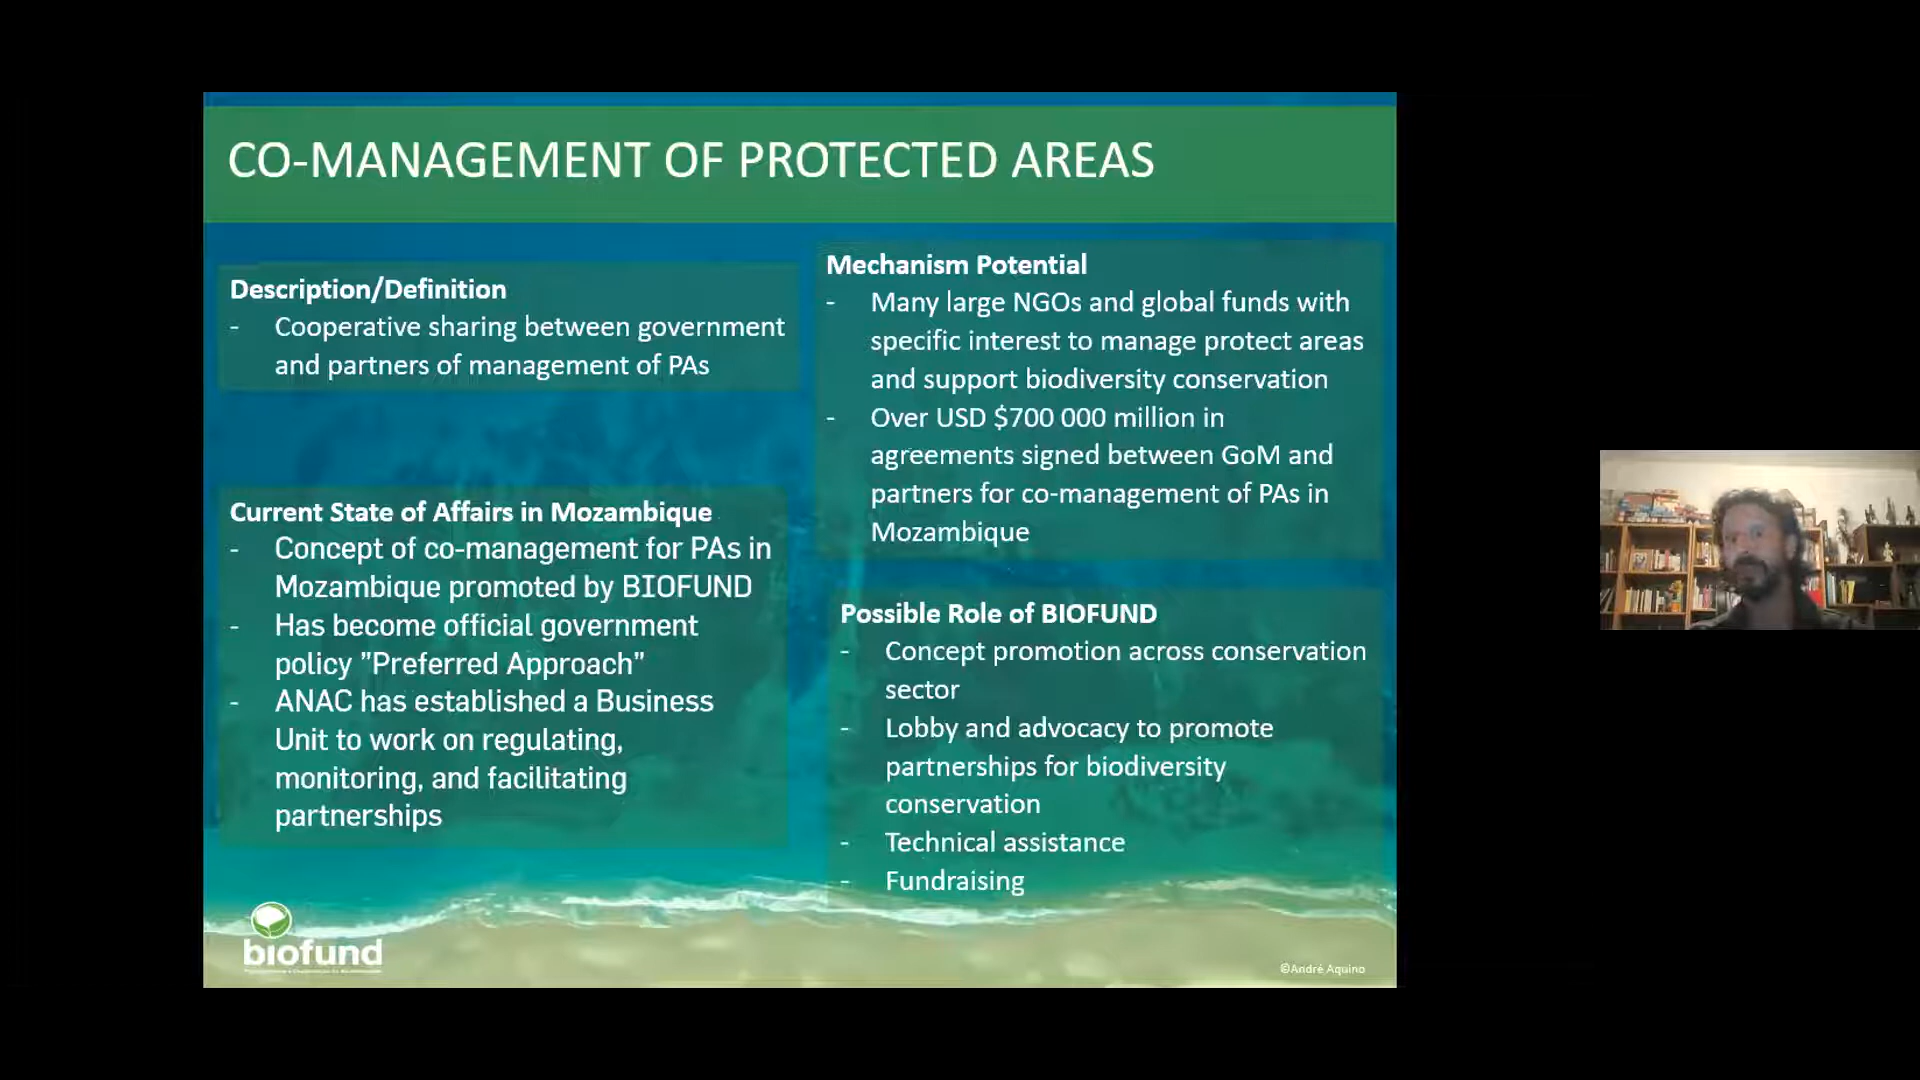 CO-MANAGEMENT OF PROTECTED AREAS
Description/Definition
- Cooperative sharing between government
and partners of management of PAs
Current State of Affairs in Mozambique
- Concept of co-management for PAs in
Mozambique promoted by BIOFUND
- Has become official government
policy ”Preferred Approach”
- ANAC has established a Business
Unit to work on regulating,
monitoring, and facilitating
partnerships
Mechanism Potential
- Many large NGOs and global funds with
specific interest to manage protect areas
and support biodiversity conservation
- Over USD $700 000 million in
agreements signed between GoM and
partners for co-management of PAs in
Mozambique
Possible Role of BIOFUND
- Concept promotion across conservation
sector
- Lobby and advocacy to promote
partnerships for biodiversity
conservation
- Technical assistance
- Fundraising
biofund
©André Aquino